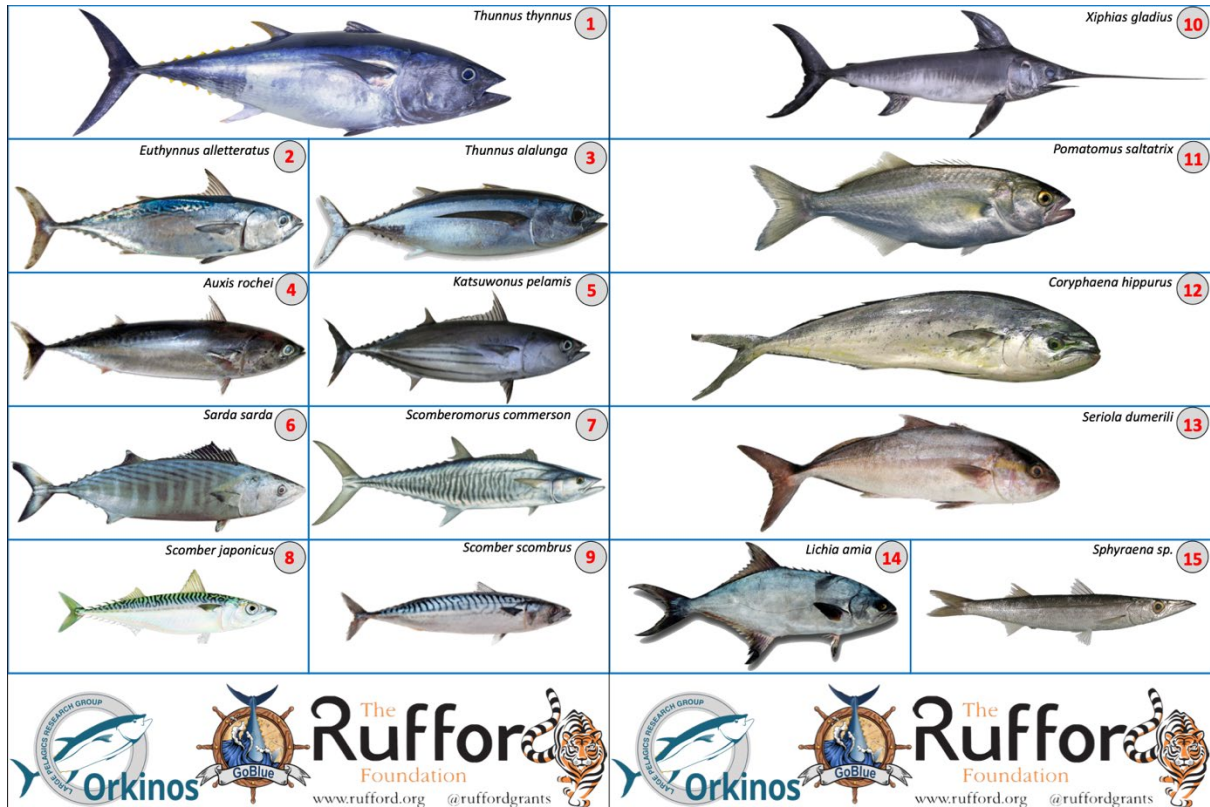 Thunnus thynnus 1
Xiphias gladius 10
Euthynnus alletteratus 2
Thunnus alalunga 3
Pomatomus saltatrix 11
Auxis rochei 4
Katsuwonus pelamis 5
Coryphaena hippurus 12
Sarda sarda 6
Scomberomorus commerson 7
Seriola dumerili 13
Scomber japonicus 8
Scomber scombrus 9
Lichia amia 14
Sphyraena sp. 15
LARGE PELAGICS RESEARCH GROUP
Orkinos
GoBlue
The
Rufford
Foundation
www.rufford.org @ruffordgrants
LARGE PELAGICS RESEARCH GROUP
Orkinos
GoBlue
The
Rufford
Foundation
www.rufford.org @ruffordgrants